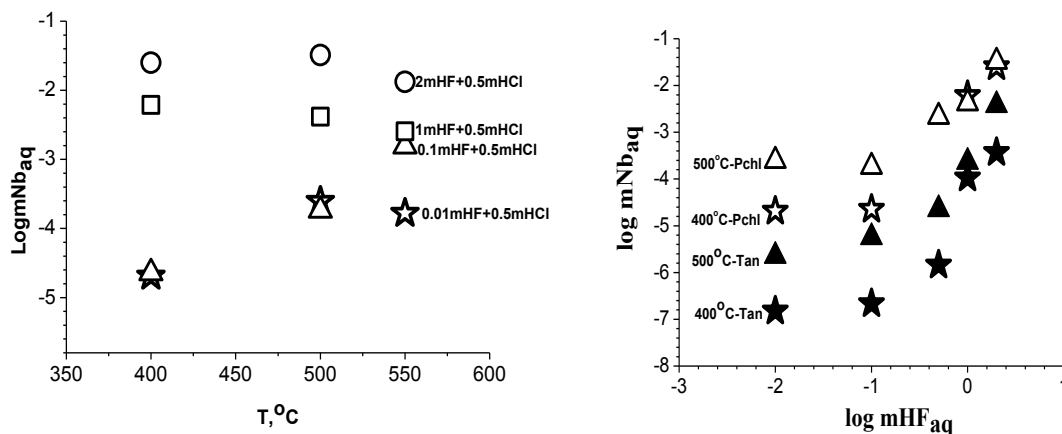 -1
-2
-3
-4
-5
LogmNbaq
350 400 450 500 550 600
T,°C
2mHF+0.5mHCl
1mHF+0.5mHCl
0.1mHF+0.5mHCl
0.01mHF+0.5mHCl
-1
-2
-3
-4
-5
-6
-7
-8
log mNbaq
500°C-Pchl
400°C-Pchl
500°C-Tan
400°C-Tan
-3 -2 -1 0 1
log mHFaq